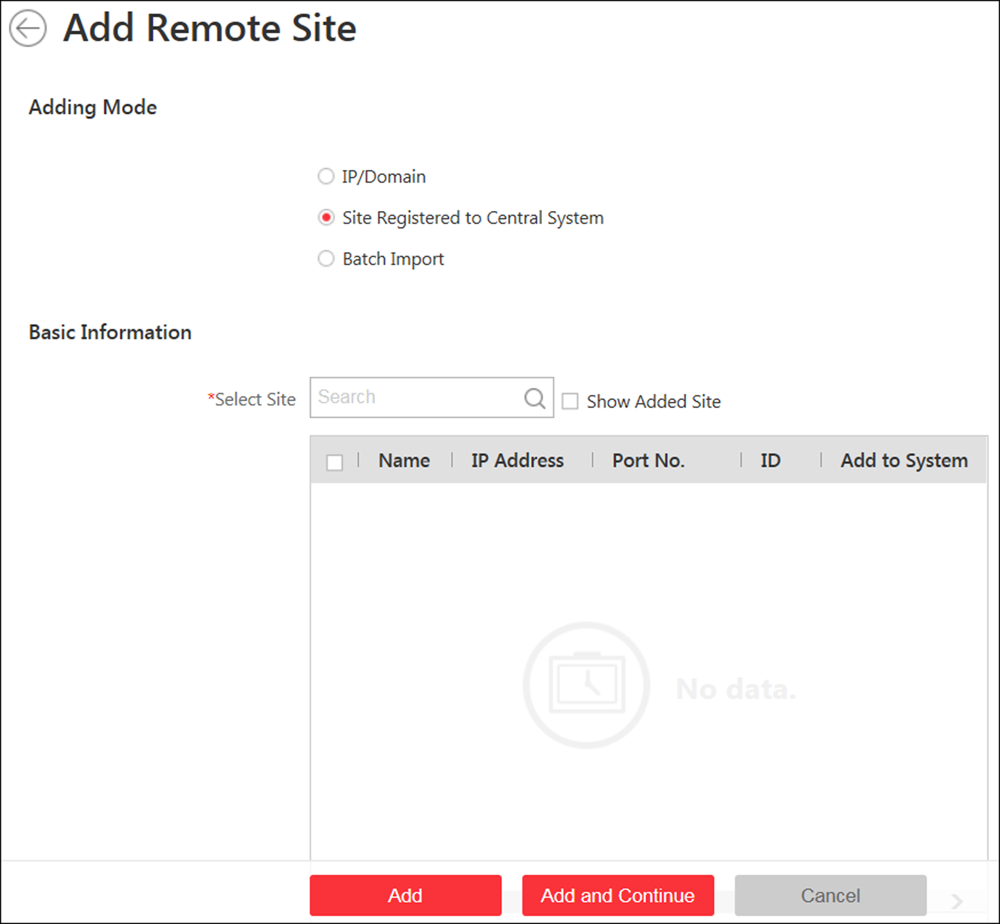 Add Remote Site
Adding Mode
IP/Domain
Site Registered to Central System
Batch Import
Basic Information
*Select Site Search Show Added Site
Name IP Address Port No. ID Add to System
No data.
Add Add and Continue Cancel